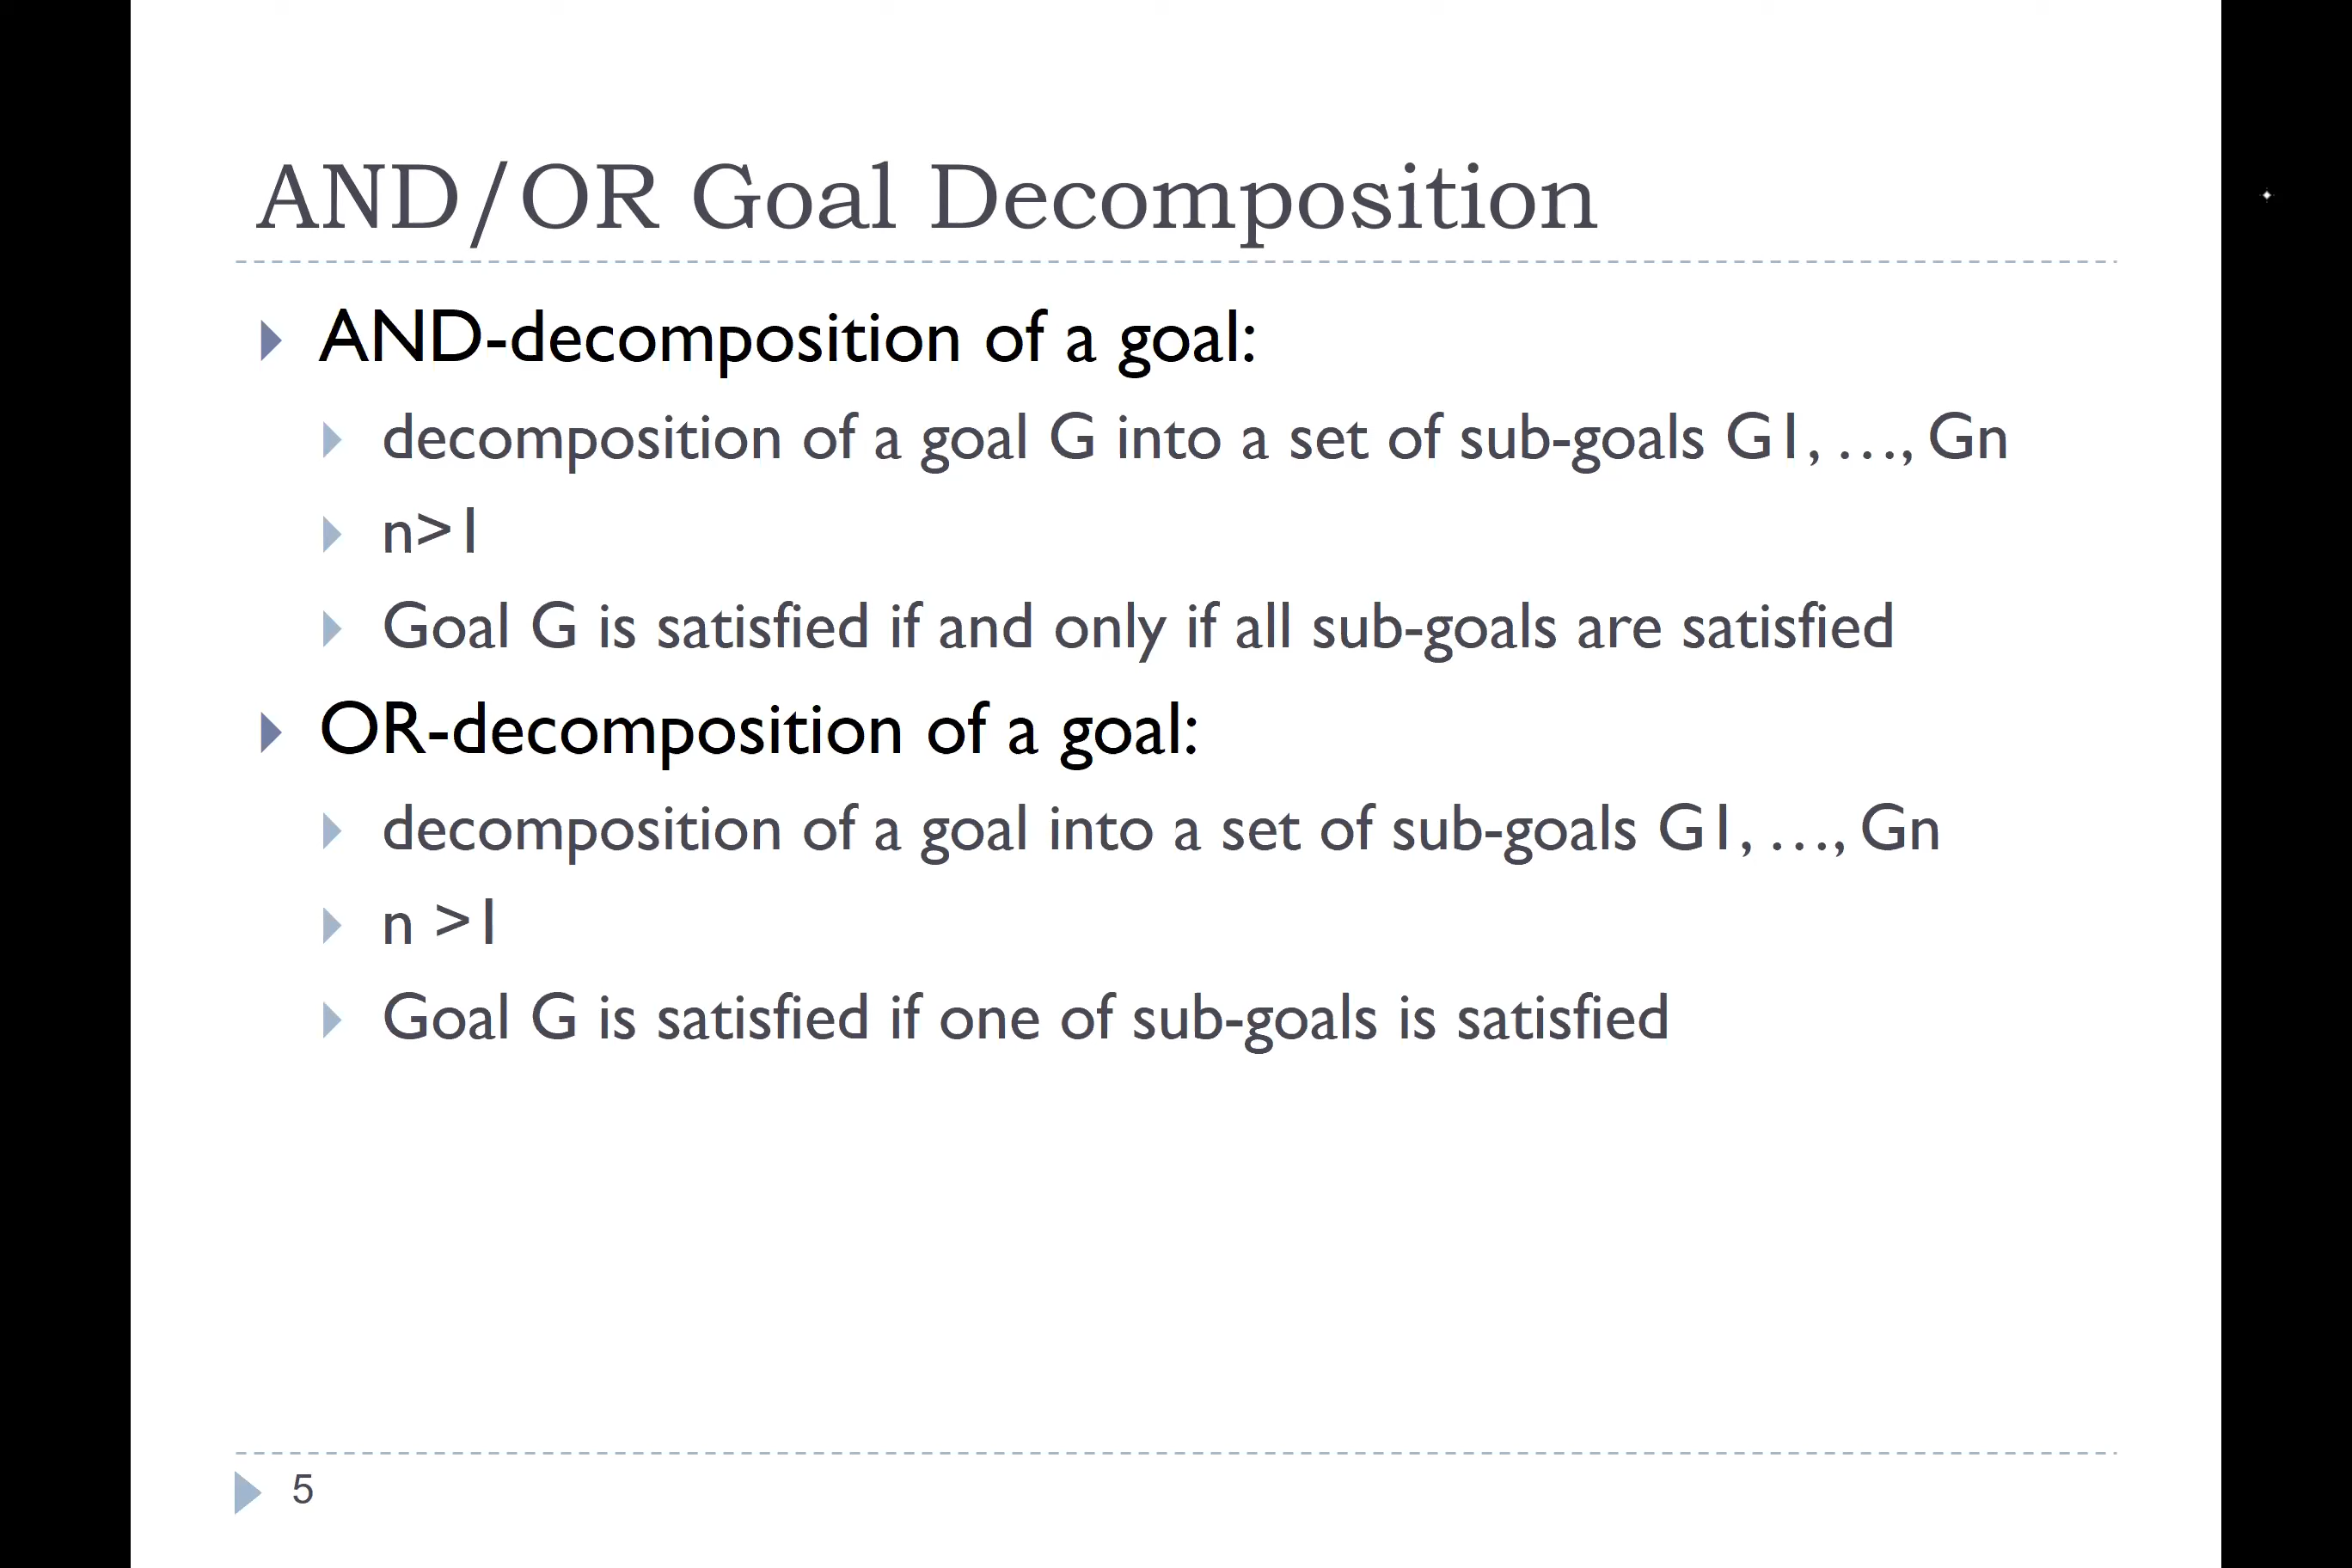 AND/OR Goal Decomposition
AND-decomposition of a goal:
decomposition of a goal G into a set of sub-goals G1, …, Gn
n>1
Goal G is satisfied if and only if all sub-goals are satisfied
OR-decomposition of a goal:
decomposition of a goal into a set of sub-goals G1, …, Gn
n >1
Goal G is satisfied if one of sub-goals is satisfied
5